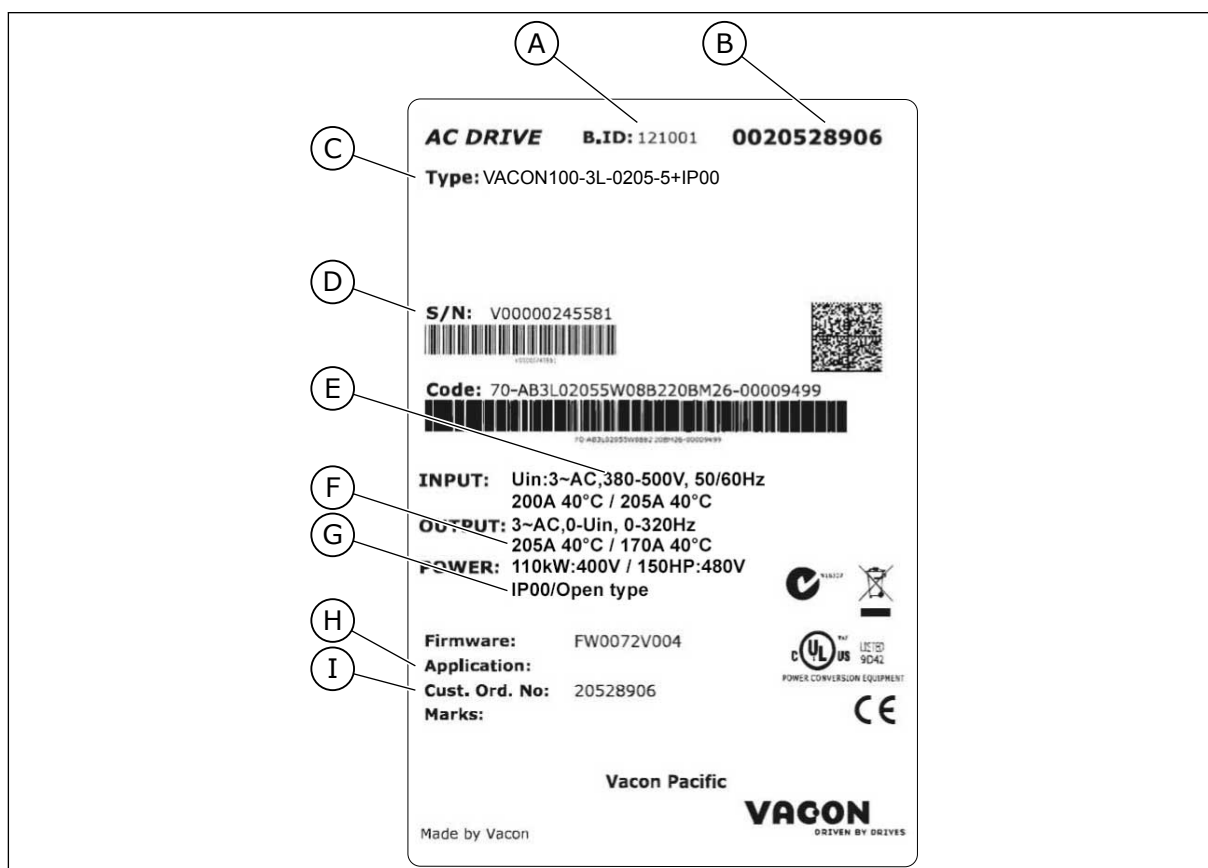 A
B
AC DRIVE B.ID: 121001 0020528906
C
Type: VACON100-3L-0205-5+IP00
D
S/N: V00000245581
E
Code: 70-AB3L02055W08B220BM26-00009499
INPUT: Uin:3~AC,380-500V, 50/60Hz
200A 40°C / 205A 40°C
F
OUTPUT: 3~AC,0-Uin, 0-320Hz
G
205A 40°C / 170A 40°C
POWER: 110kW:400V / 150HP:480V
IP00/Open type
H
Firmware: FW0072V004
Application:
I
Cust. Ord. No: 20528906
Marks:
C UL US LISTED
9D42
POWER CONVERSION EQUIPMENT
CE
Vacon Pacific
VACON
DRIVEN BY DRIVES
Made by Vacon